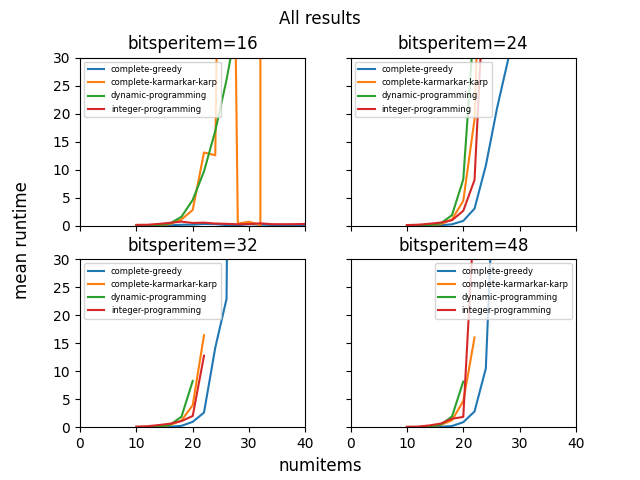 All results
bitsperitem=16
bitsperitem=24
30
25
20
15
10
5
0
complete-greedy
complete-karmarkar-karp
dynamic-programming
integer-programming
complete-greedy
complete-karmarkar-karp
dynamic-programming
integer-programming
mean runtime
bitsperitem=32
bitsperitem=48
30
25
20
15
10
5
0
complete-greedy
complete-karmarkar-karp
dynamic-programming
integer-programming
complete-greedy
complete-karmarkar-karp
dynamic-programming
integer-programming
0 10 20 30 40
0 10 20 30 40
numitems